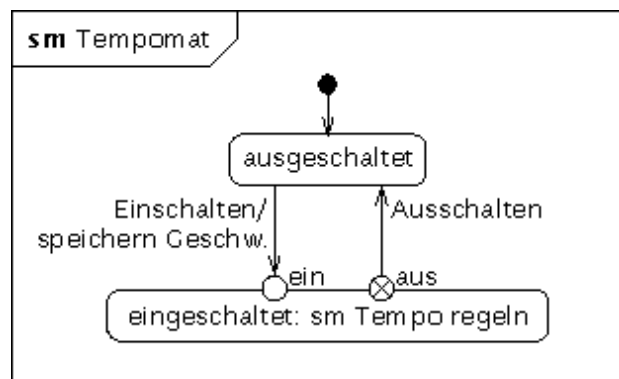 sm Tempomat
ausgeschaltet
Einschalten/
speichern Geschw.
Ausschalten
ein
aus
eingeschaltet: sm Tempo regeln